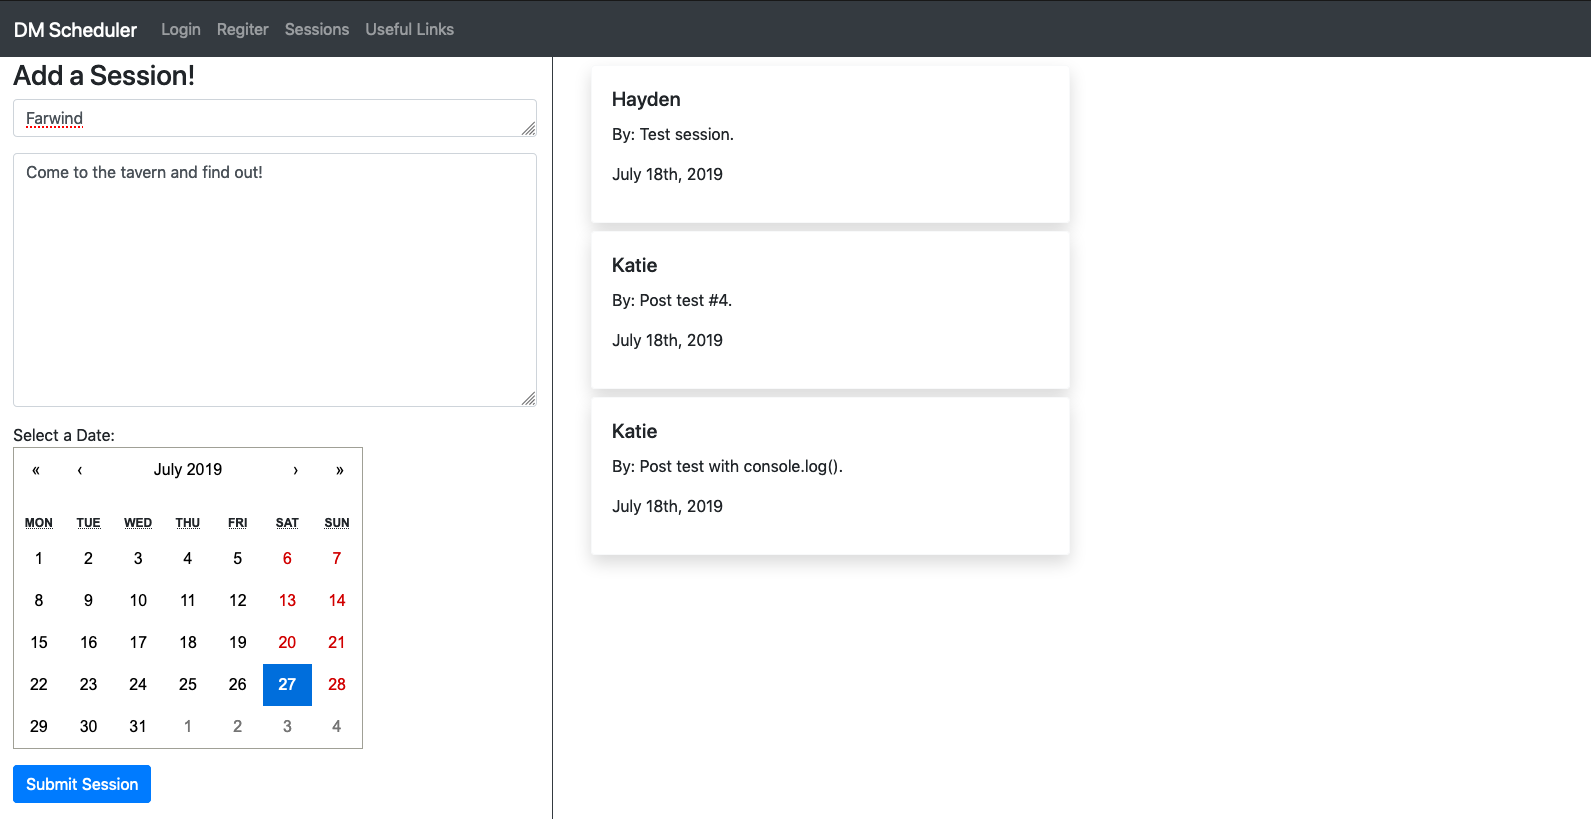 DM Scheduler Login Regiter Sessions Useful Links
Add a Session!
Farwind
Come to the tavern and find out!
Select a Date:
« ‹ July 2019 › »
MON TUE WED THU FRI SAT SUN
1 2 3 4 5 6 7
8 9 10 11 12 13 14
15 16 17 18 19 20 21
22 23 24 25 26 27 28
29 30 31 1 2 3 4
Submit Session
Hayden
By: Test session.
July 18th, 2019
Katie
By: Post test #4.
July 18th, 2019
Katie
By: Post test with console.log().
July 18th, 2019